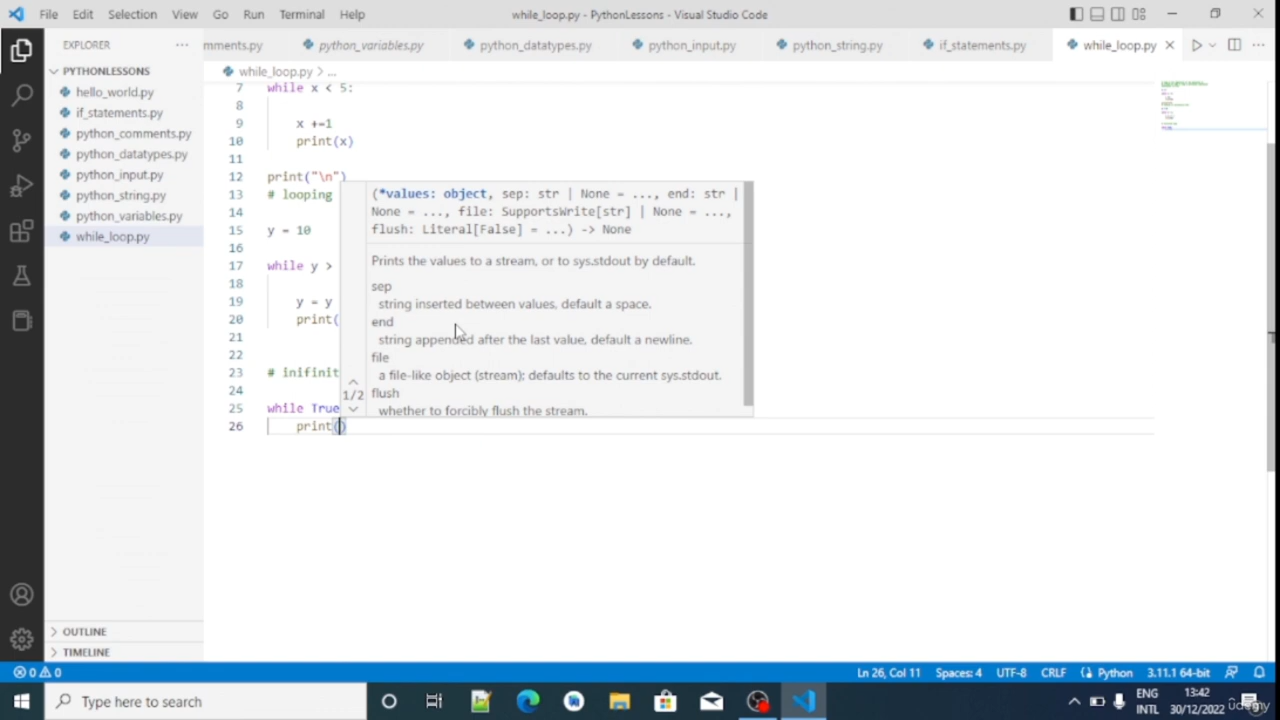 File Edit Selection View Go Run Terminal Help while_loop.py - PythonLessons - Visual Studio Code
EXPLORER
mments.py python_variables.py python_datatypes.py python_input.py python_string.py if_statements.py while_loop.py
PYTHONLESSONS
hello_world.py
if_statements.py
python_comments.py
python_datatypes.py
python_input.py
python_string.py
python_variables.py
while_loop.py
while_loop.py > ...
7 while x < 5:
8
9 x +=1
10 print(x)
11
12 print("\n")
13 # looping
14
15 y = 10
16
17 while y >
18
19 y = y
20 print(
21
22
23 # inifinit
24
25 while True
26 print()
(*values: object, sep: str | None = ..., end: str |
None = ..., file: SupportsWrite[str] | None = ...,
flush: Literal[False] = ...) -> None
Prints the values to a stream, or to sys.stdout by default.
sep
string inserted between values, default a space.
end
string appended after the last value, default a newline.
file
a file-like object (stream); defaults to the current sys.stdout.
flush
whether to forcibly flush the stream.
1/2
OUTLINE
TIMELINE
0 0 Ln 26, Col 11 Spaces: 4 UTF-8 CRLF Python 3.11.1 64-bit
Type here to search
ENG
INTL
13:42
30/12/2022
udemy